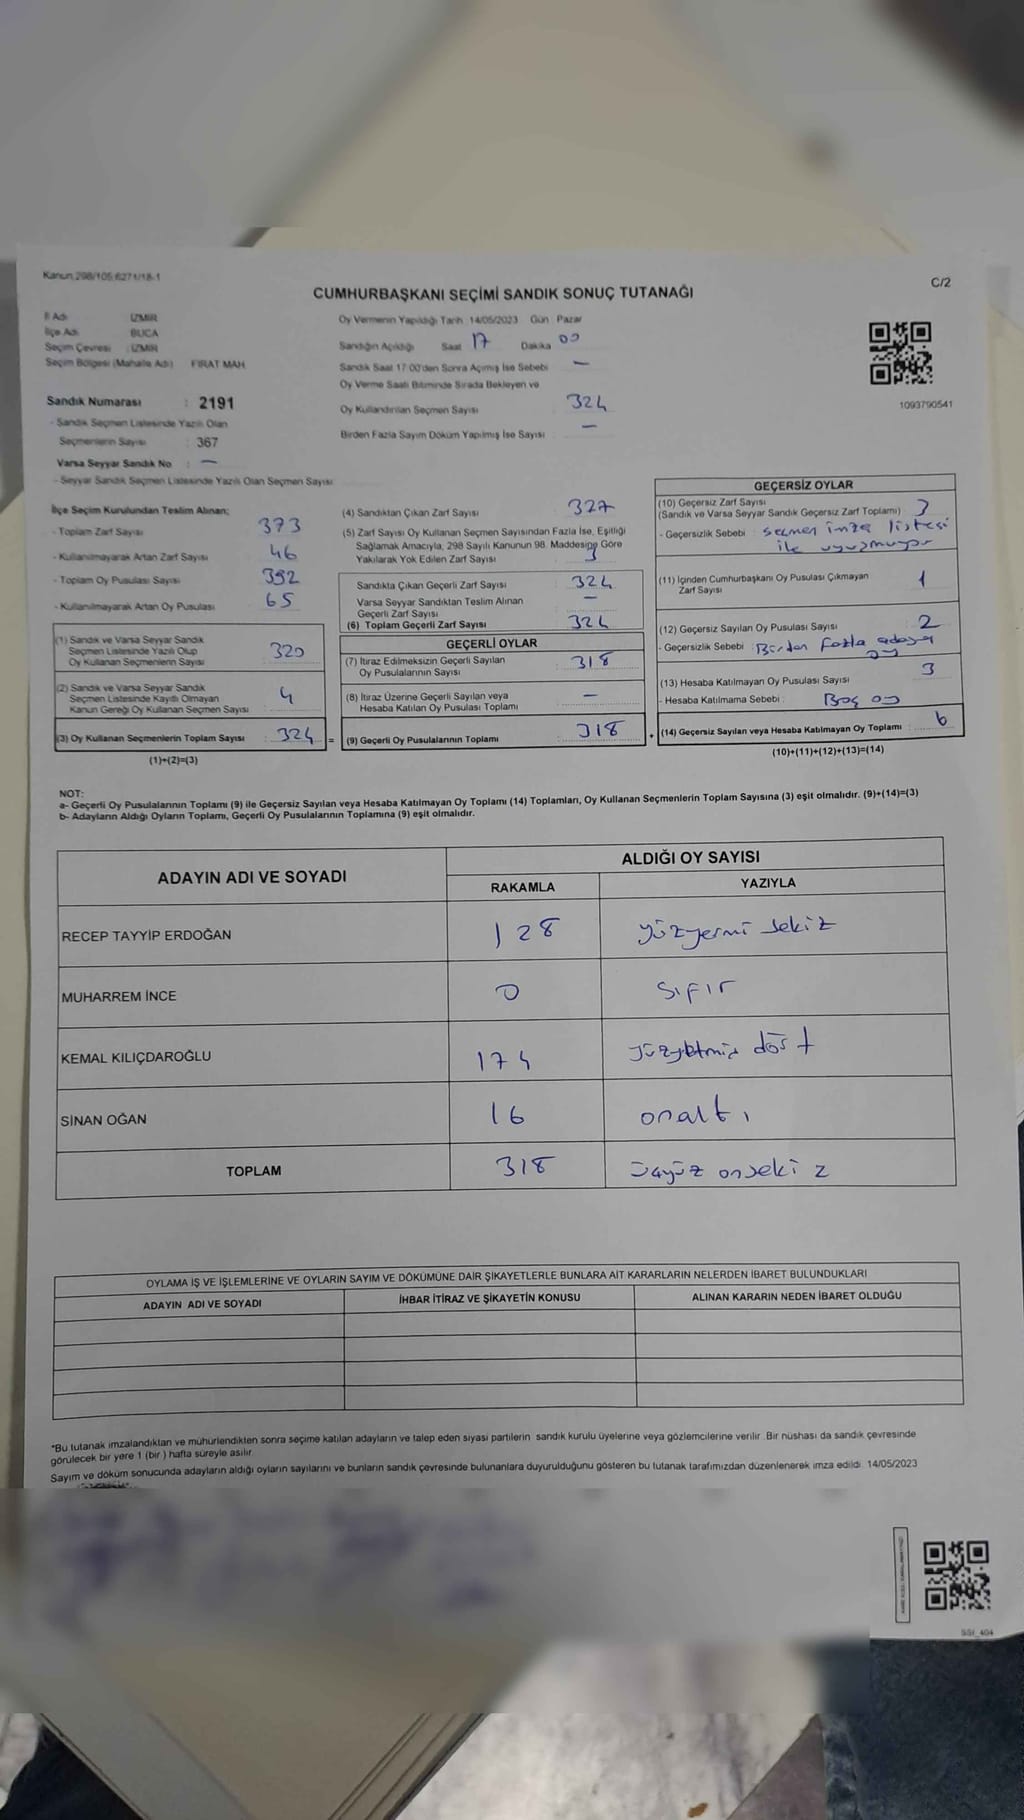 Kanun 298/105 6271/18-1
C/2
CUMHURBAŞKANI SEÇİMİ SANDIK SONUÇ TUTANAĞI
İl Adı İZMİR
İlçe Adı BUCA
Seçim Çevresi : İZMİR
Seçim Bölgesi (Mahalle Adı) FIRAT MAH
Sandık Numarası : 2191
- Sandık Seçmen Listesinde Yazılı Olan
Seçmenlerin Sayısı : 367
Varsa Seyyar Sandık No : —
- Seyyar Sandık Seçmen Listesinde Yazılı Olan Seçmen Sayısı
Oy Vermenin Yapıldığı Tarih 14/05/2023 Gün Pazar
Sandığın Açıldığı Saat 17 Dakika 00
Sandık Saat 17 00'den Sonra Açmış İse Sebebi —
Oy Verme Saati Bitiminde Sırada Bekleyen ve
Oy Kullandırılan Seçmen Sayısı 324
Birden Fazla Sayım Döküm Yapılmış İse Sayısı —
1093790541
İlçe Seçim Kurulundan Teslim Alınan;
- Toplam Zarf Sayısı 373
- Kullanılmayarak Artan Zarf Sayısı 46
- Toplam Oy Pusulası Sayısı 392
- Kullanılmayarak Artan Oy Pusulası 65
(1) Sandık ve Varsa Seyyar Sandık
Seçmen Listesinde Yazılı Olup
Oy Kullanan Seçmenlerin Sayısı 320
(2) Sandık ve Varsa Seyyar Sandık
Seçmen Listesinde Kayıtlı Olmayan
Kanun Gereği Oy Kullanan Seçmen Sayısı 4
(3) Oy Kullanan Seçmenlerin Toplam Sayısı : 324 =
(1)+(2)=(3)
(4) Sandıktan Çıkan Zarf Sayısı 327
(5) Zarf Sayısı Oy Kullanan Seçmen Sayısından Fazla İse, Eşitliği
Sağlamak Amacıyla, 298 Sayılı Kanunun 98. Maddesine Göre
Yakılarak Yok Edilen Zarf Sayısı 3
Sandıkta Çıkan Geçerli Zarf Sayısı 324
Varsa Seyyar Sandıktan Teslim Alınan
Geçerli Zarf Sayısı —
(6) Toplam Geçerli Zarf Sayısı 324
GEÇERLİ OYLAR
(7) İtiraz Edilmeksizin Geçerli Sayılan
Oy Pusulalarının Sayısı 318
(8) İtiraz Üzerine Geçerli Sayılan veya
Hesaba Katılan Oy Pusulası Toplamı —
(9) Geçerli Oy Pusulalarının Toplamı 318 +
GEÇERSİZ OYLAR
(10) Geçersiz Zarf Sayısı
(Sandık ve Varsa Seyyar Sandık Geçersiz Zarf Toplamı) 3
- Geçersizlik Sebebi : seçmen imza listesi
ile uyuşmuyor
(11) İçinden Cumhurbaşkanı Oy Pusulası Çıkmayan
Zarf Sayısı 1
(12) Geçersiz Sayılan Oy Pusulası Sayısı 2
- Geçersizlik Sebebi : Birden fazla adaya
oy
(13) Hesaba Katılmayan Oy Pusulası Sayısı 3
- Hesaba Katılmama Sebebi : Boş oy
(14) Geçersiz Sayılan veya Hesaba Katılmayan Oy Toplamı : 6
(10)+(11)+(12)+(13)=(14)
NOT:
a- Geçerli Oy Pusulalarının Toplamı (9) ile Geçersiz Sayılan veya Hesaba Katılmayan Oy Toplamı (14) Toplamları, Oy Kullanan Seçmenlerin Toplam Sayısına (3) eşit olmalıdır. (9)+(14)=(3)
b- Adayların Aldığı Oyların Toplamı, Geçerli Oy Pusulalarının Toplamına (9) eşit olmalıdır.
ADAYIN ADI VE SOYADI
ALDIĞI OY SAYISI
RAKAMLA YAZIYLA
RECEP TAYYİP ERDOĞAN 128 yüzyermi sekiz
MUHARREM İNCE 0 sıfır
KEMAL KILIÇDAROĞLU 174 yüzyetmiş dört
SİNAN OĞAN 16 onaltı
TOPLAM 318 üçyüz onsekiz
OYLAMA İŞ VE İŞLEMLERİNE VE OYLARIN SAYIM VE DÖKÜMÜNE DAİR ŞİKAYETLERLE BUNLARA AİT KARARLARIN NELERDEN İBARET BULUNDUKLARI
ADAYIN ADI VE SOYADI İHBAR İTİRAZ VE ŞİKAYETİN KONUSU ALINAN KARARIN NEDEN İBARET OLDUĞU
*Bu tutanak imzalandıktan ve mühürlendikten sonra seçime katılan adayların ve talep eden siyasi partilerin sandık kurulu üyelerine veya gözlemcilerine verilir. Bir nüshası da sandık çevresinde
görülecek bir yere 1 (bir ) hafta süreyle asılır.
Sayım ve döküm sonucunda adayların aldığı oyların sayılarını ve bunların sandık çevresinde bulunanlara duyurulduğunu gösteren bu tutanak tarafımızdan düzenlenerek imza edildi. 14/05/2023
SSI_404